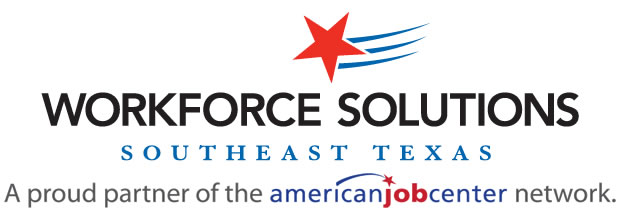 WORKFORCE SOLUTIONS
SOUTHEAST TEXAS
A proud partner of the americanjobcenter network.